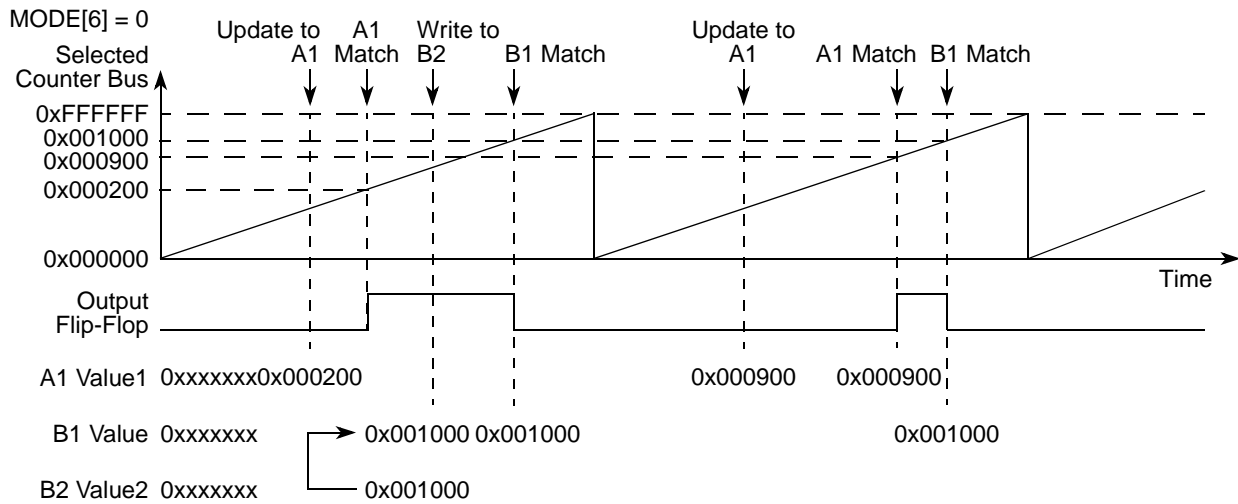 MODE[6] = 0
Update to A1
A1 Match
Write to B2
B1 Match
Update to A1
A1 Match
B1 Match
Selected Counter Bus
0xFFFFFF
0x001000
0x000900
0x000200
0x000000
Time
Output Flip-Flop
A1 Value1 0xxxxxxx0x000200 0x000900 0x000900
B1 Value 0xxxxxxx 0x001000 0x001000 0x001000
B2 Value2 0xxxxxxx 0x001000